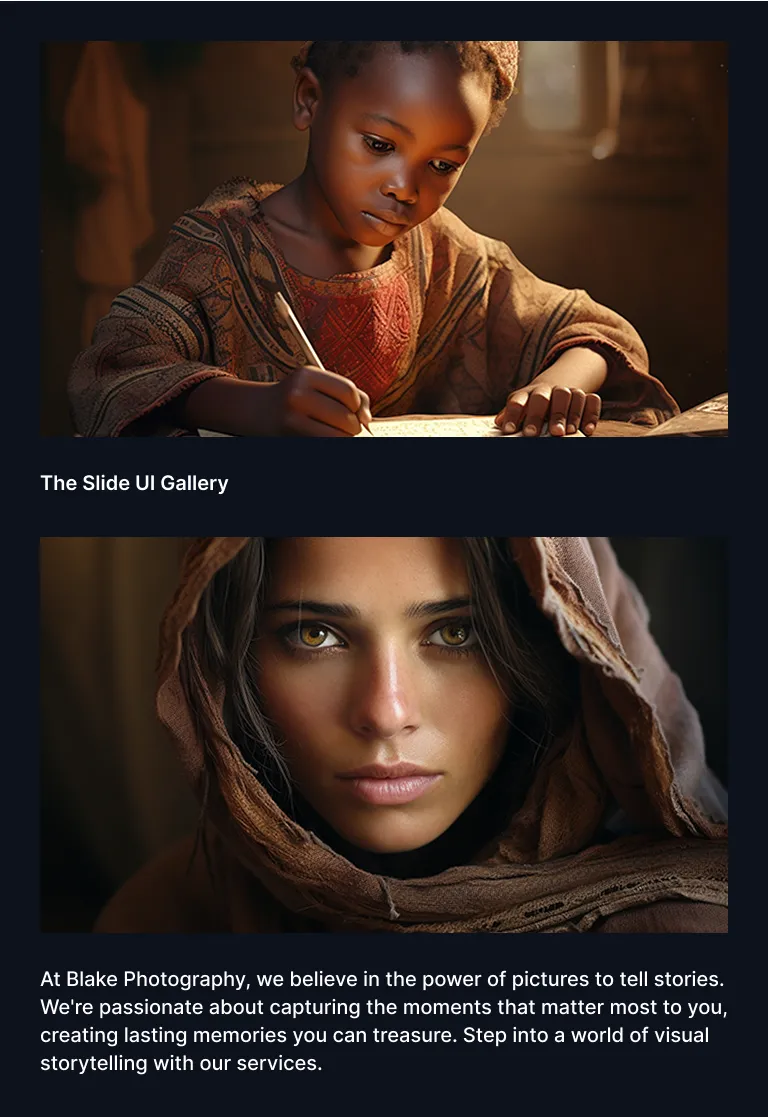 The Slide UI Gallery
At Blake Photography, we believe in the power of pictures to tell stories.
We're passionate about capturing the moments that matter most to you,
creating lasting memories you can treasure. Step into a world of visual
storytelling with our services.